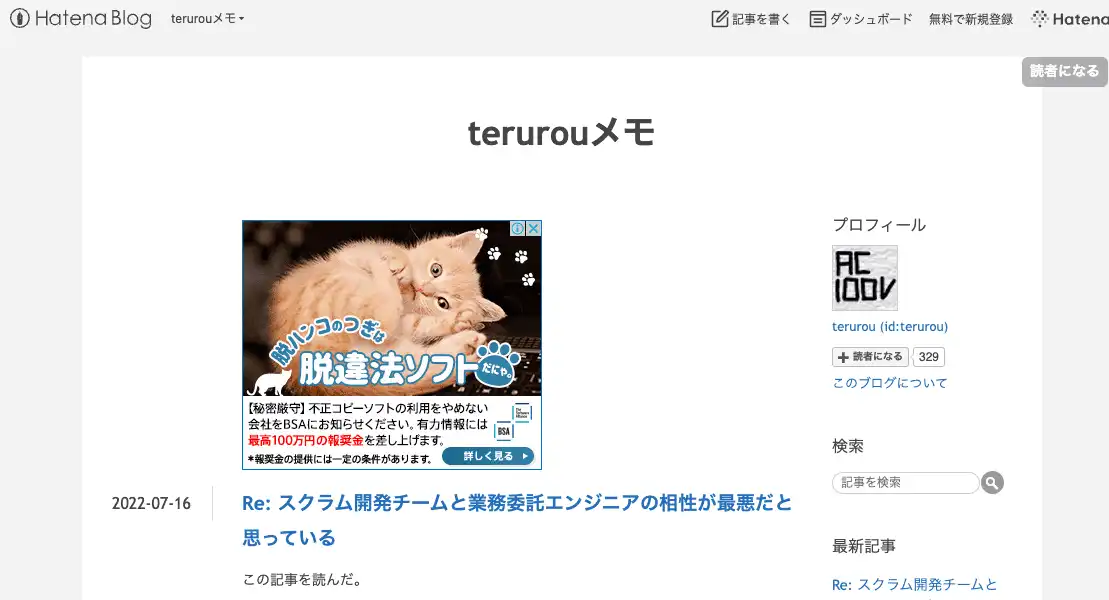 Hatena Blog
terurouメモ
記事を書く
ダッシュボード
無料で新規登録
Hatena
読者になる
terurouメモ
脱ハンコのつぎは
脱違法ソフト
だにゃ。
【秘密厳守】不正コピーソフトの利用をやめない
会社をBSAにお知らせください。有力情報には
最高100万円の報奨金を差し上げます。
*報奨金の提供には一定の条件があります。
BSA
詳しく見る
2022-07-16
Re: スクラム開発チームと業務委託エンジニアの相性が最悪だと
思っている
この記事を読んだ。
プロフィール
AC
100V
terurou (id:terurou)
読者になる
329
このブログについて
検索
記事を検索
最新記事
Re: スクラム開発チームと